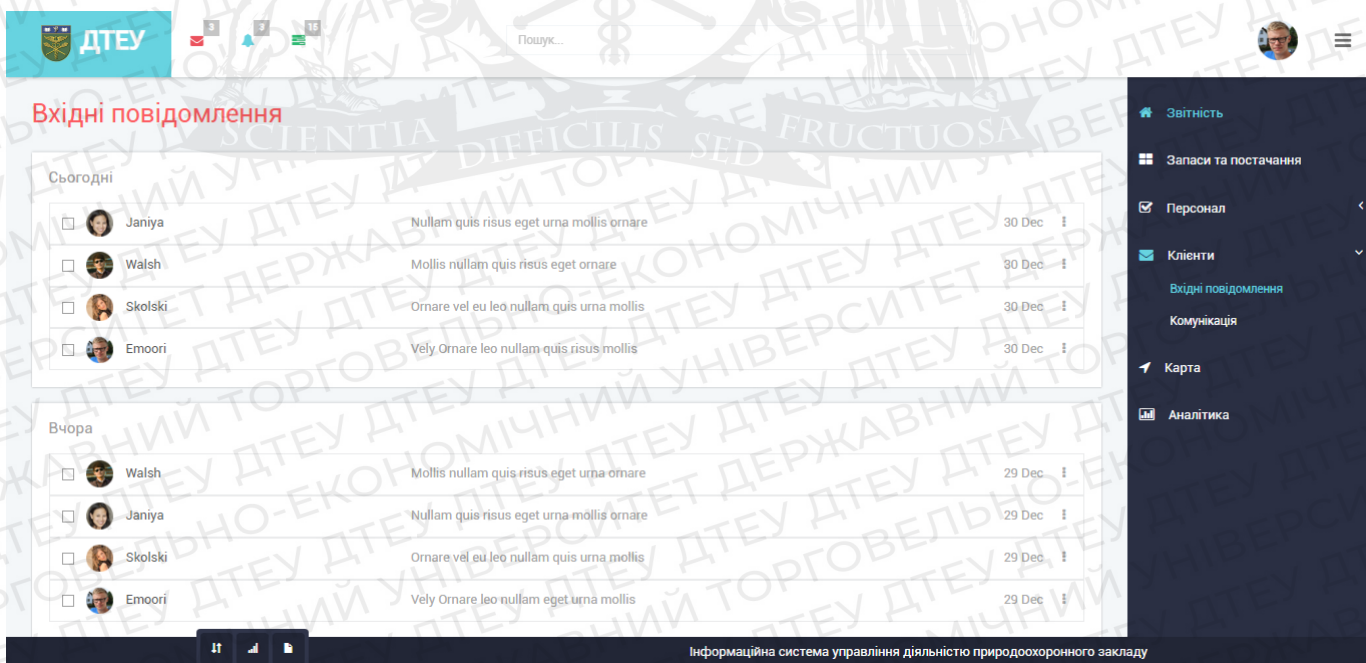 ДТЕУ
3
3
15
Пошук...
Вхідні повідомлення
SCIENTIA DIFFICILIS SED FRUCTUOSA
Сьогодні
Janiya Nullam quis risus eget urna mollis ornare 30 Dec
Walsh Mollis nullam quis risus eget ornare 30 Dec
Skolski Ornare vel eu leo nullam quis urna mollis 30 Dec
Emoori Vely Ornare leo nullam quis risus mollis 30 Dec
Вчора
Walsh Mollis nullam quis risus eget urna ornare 29 Dec
Janiya Nullam quis risus eget urna mollis ornare 29 Dec
Skolski Ornare vel eu leo nullam quis urna mollis 29 Dec
Emoori Vely Ornare leo nullam eget urna mollis 29 Dec
Звітність
Запаси та постачання
Персонал
Клієнти
Вхідні повідомлення
Комунікація
Карта
Аналітика
Інформаційна система управління діяльністю природоохоронного закладу